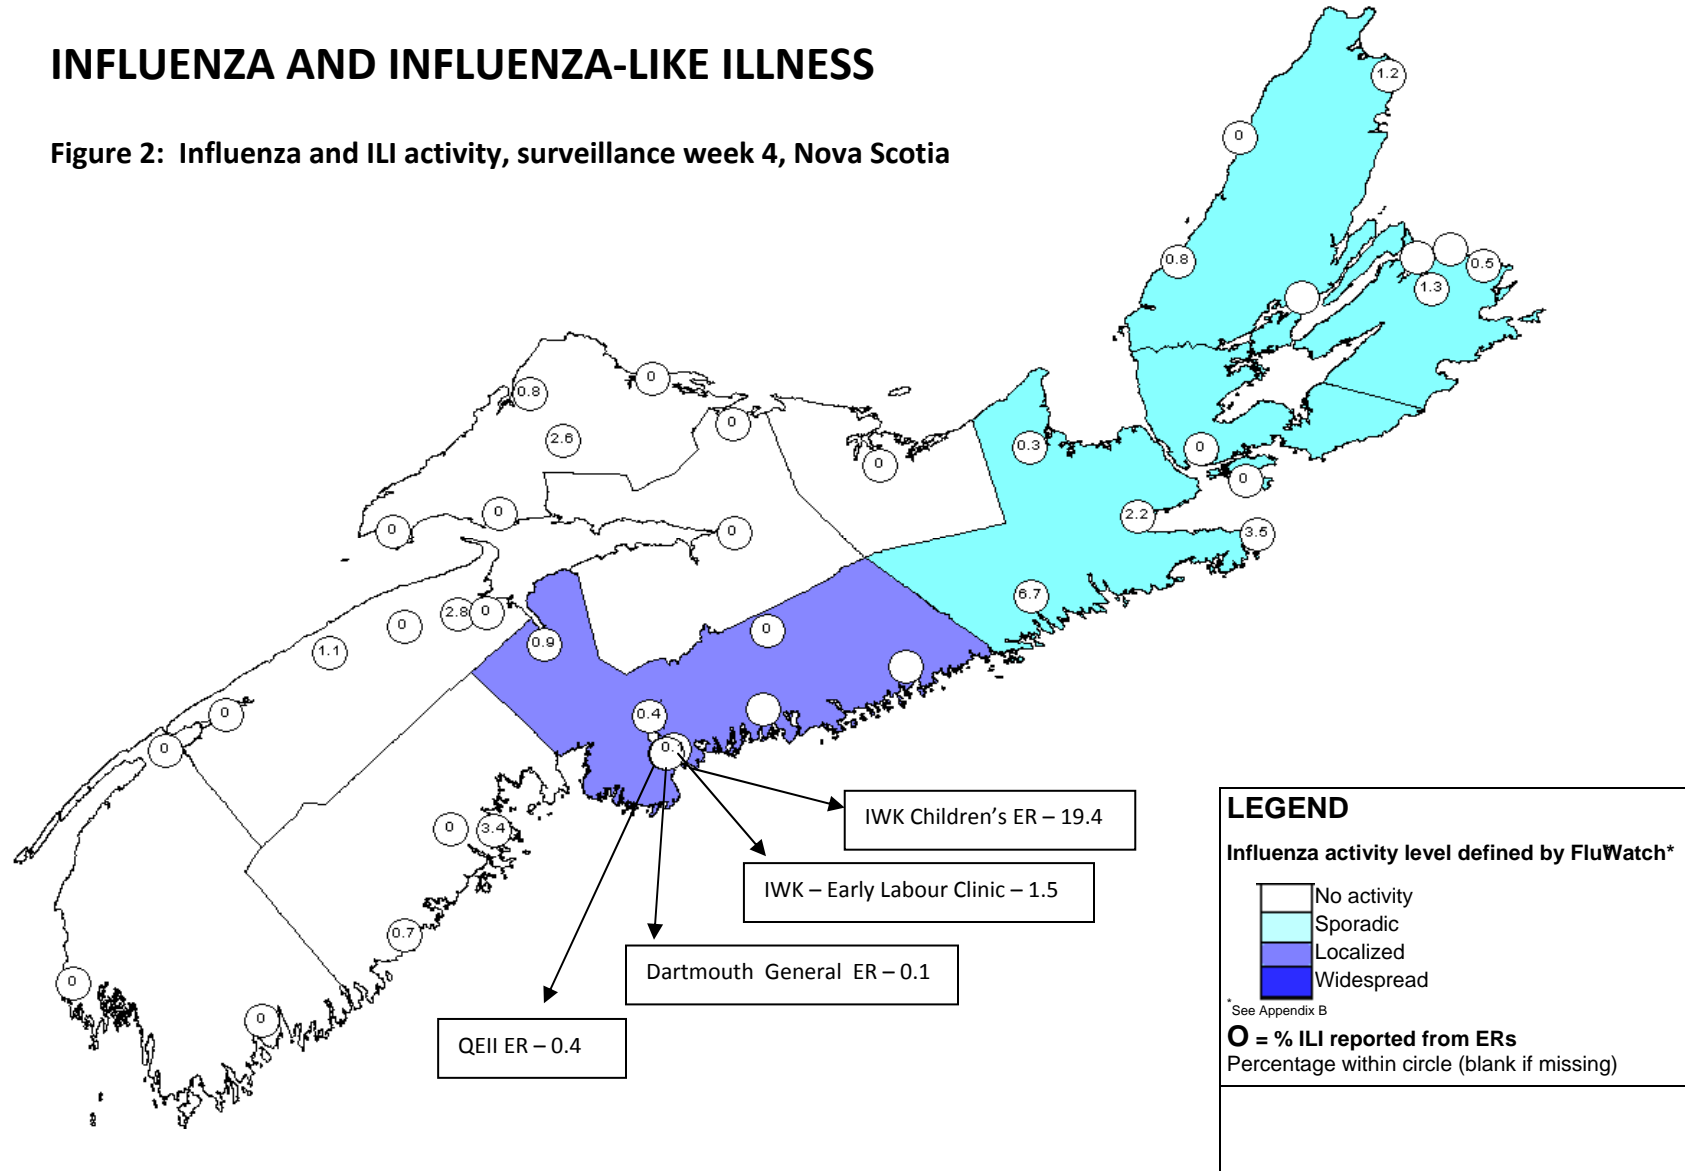 INFLUENZA AND INFLUENZA-LIKE ILLNESS
Figure 2: Influenza and ILI activity, surveillance week 4, Nova Scotia
1.2
0
0.8
0.5
1.3
0
0.8
0
2.6
0.3
0
0
0
2.2
0
0
0
3.5
6.7
2.8
0
0
0
0.9
1.1
0
0.4
0
0.1
0
3.4
0.7
0
0
IWK Children's ER – 19.4
IWK – Early Labour Clinic – 1.5
Dartmouth General ER – 0.1
QEII ER – 0.4
LEGEND
Influenza activity level defined by FluWatch*
No activity
Sporadic
Localized
Widespread
*See Appendix B
O = % ILI reported from ERs
Percentage within circle (blank if missing)